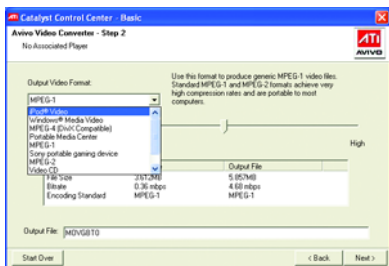 ATI Catalyst Control Center - Basic
Avivo Video Converter - Step 2
No Associated Player
ATI
AVIVO
Output Video Format:
MPEG-1
Use this format to produce generic MPEG-1 video files.
Standard MPEG-1 and MPEG-2 formats achieve very
high compression rates and are portable to most
computers.
iPod® Video
Windows® Media Video
MPEG-4 (DivX Compatible)
Portable Media Center
MPEG-1
Sony portable gaming device
MPEG-2
Video CD
High
Output File
File Size 3.612MB 5.857MB
Bitrate 0.36 mbps 4.68 mbps
Encoding Standard MPEG-1 MPEG-1
Output File: MOVG8T0
Start Over
< Back
Next >